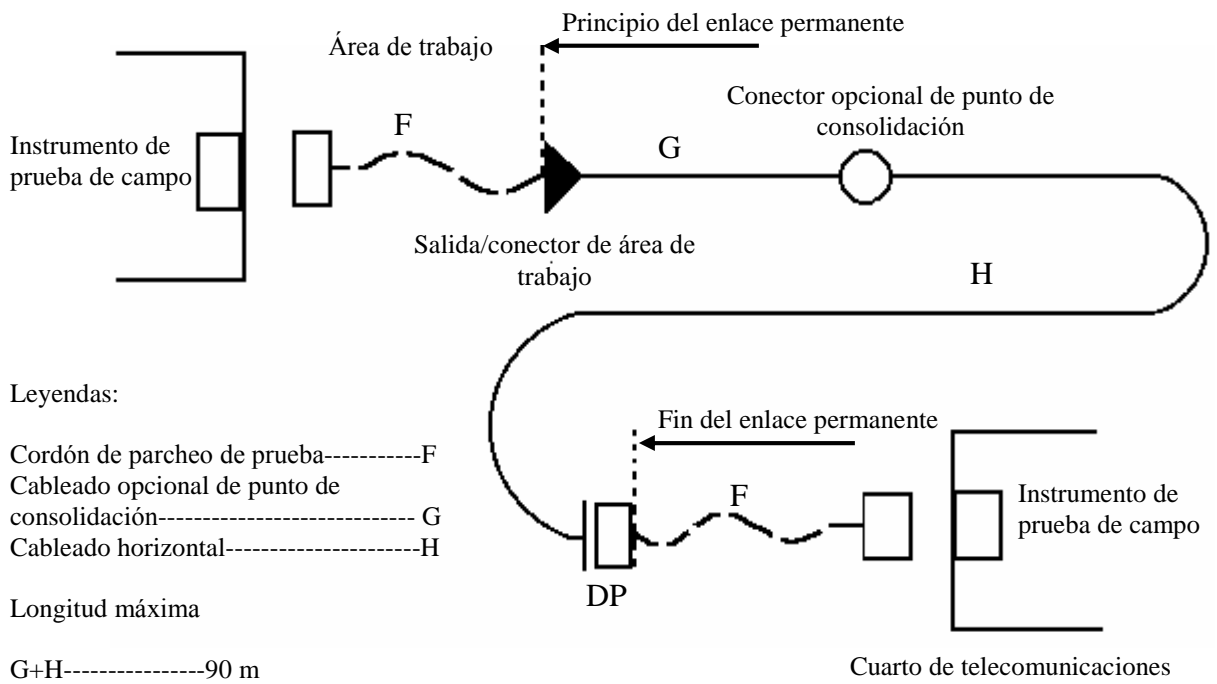 Principio del enlace permanente
Área de trabajo
Conector opcional de punto de
consolidación
Instrumento de
prueba de campo
F
G
Salida/conector de área de
trabajo
H
Leyendas:
Cordón de parcheo de prueba-----------F
Cableado opcional de punto de
consolidación----------------------------- G
Cableado horizontal----------------------H
Longitud máxima
G+H----------------90 m
Fin del enlace permanente
F
DP
Instrumento de
prueba de campo
Cuarto de telecomunicaciones